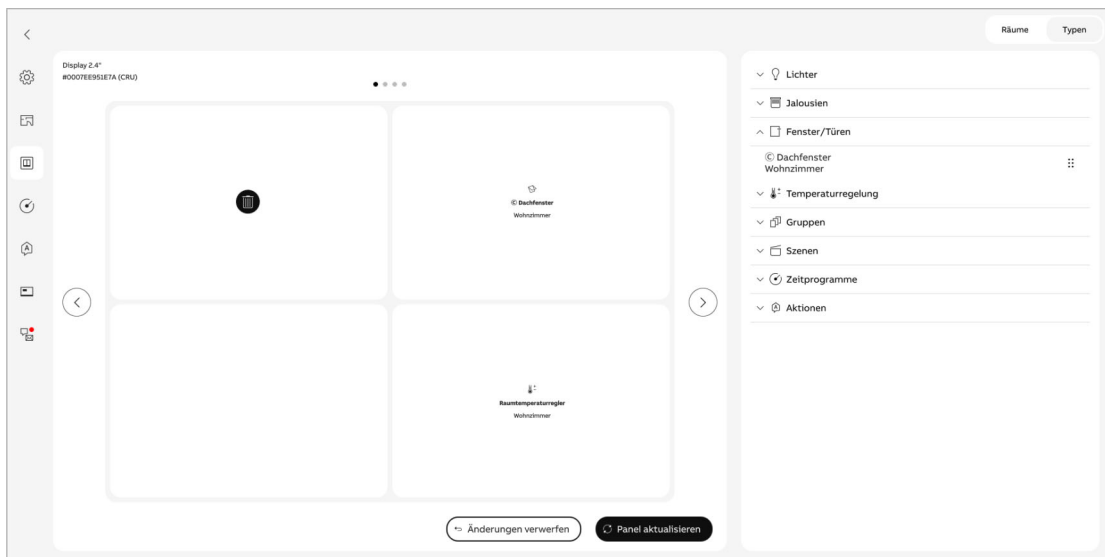 Räume
Typen
Display 2.4"
#0007EE951E7A (CRU)
© Dachfenster
Wohnzimmer
Raumtemperaturregler
Wohnzimmer
Änderungen verwerfen
Panel aktualisieren
Lichter
Jalousien
Fenster/Türen
© Dachfenster
Wohnzimmer
Temperaturregelung
Gruppen
Szenen
Zeitprogramme
Aktionen